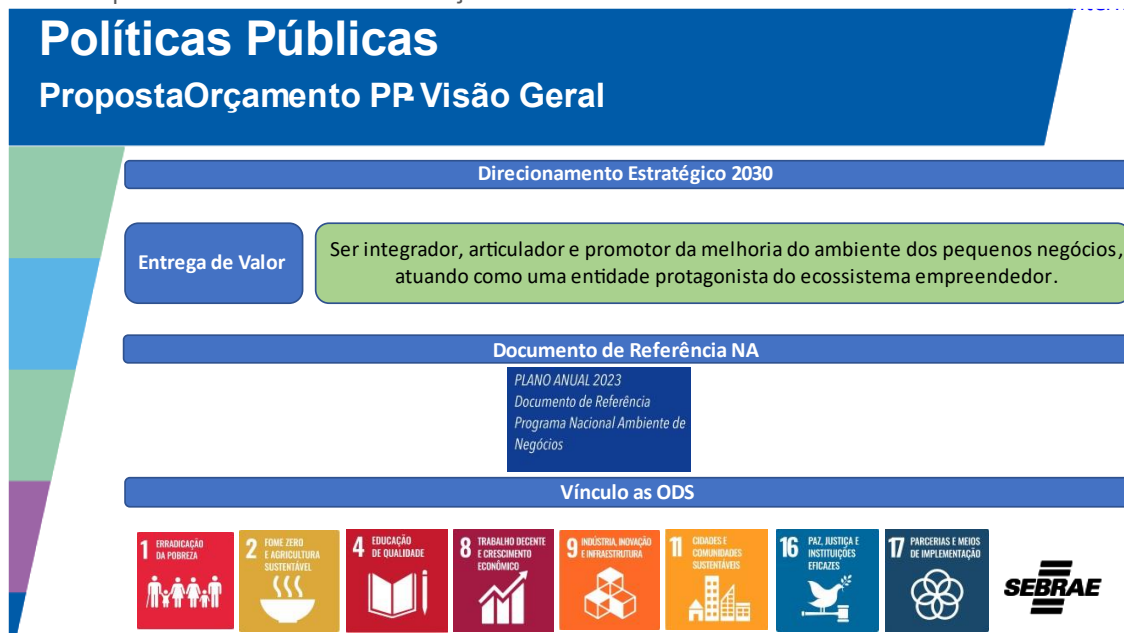 Políticas Públicas
PropostaOrçamento PP- Visão Geral
Direcionamento Estratégico 2030
Entrega de Valor
Ser integrador, articulador e promotor da melhoria do ambiente dos pequenos negócios,
atuando como uma entidade protagonista do ecossistema empreendedor.
Documento de Referência NA
PLANO ANUAL 2023
Documento de Referência
Programa Nacional Ambiente de
Negócios
Vínculo as ODS
1 ERRADICAÇÃO
DA POBREZA
2 FOME ZERO
E AGRICULTURA
SUSTENTÁVEL
4 EDUCAÇÃO
DE QUALIDADE
8 TRABALHO DECENTE
E CRESCIMENTO
ECONÔMICO
9 INDÚSTRIA, INOVAÇÃO
E INFRAESTRUTURA
11 CIDADES E
COMUNIDADES
SUSTENTÁVEIS
16 PAZ, JUSTIÇA E
INSTITUIÇÕES
EFICAZES
17 PARCERIAS E MEIOS
DE IMPLEMENTAÇÃO
SEBRAE